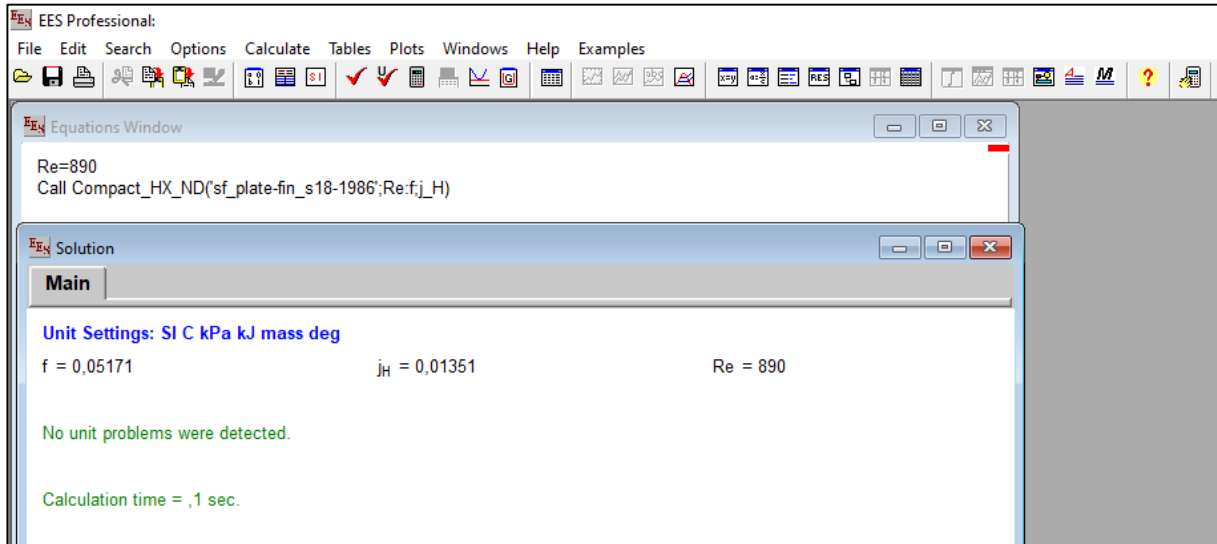 EES Professional:
File Edit Search Options Calculate Tables Plots Windows Help Examples
Equations Window
Re=890
Call Compact_HX_ND('sf_plate-fin_s18-1986';Re:f;j_H)
Solution
Main
Unit Settings: SI C kPa kJ mass deg
f = 0,05171 jH = 0,01351 Re = 890
No unit problems were detected.
Calculation time = ,1 sec.